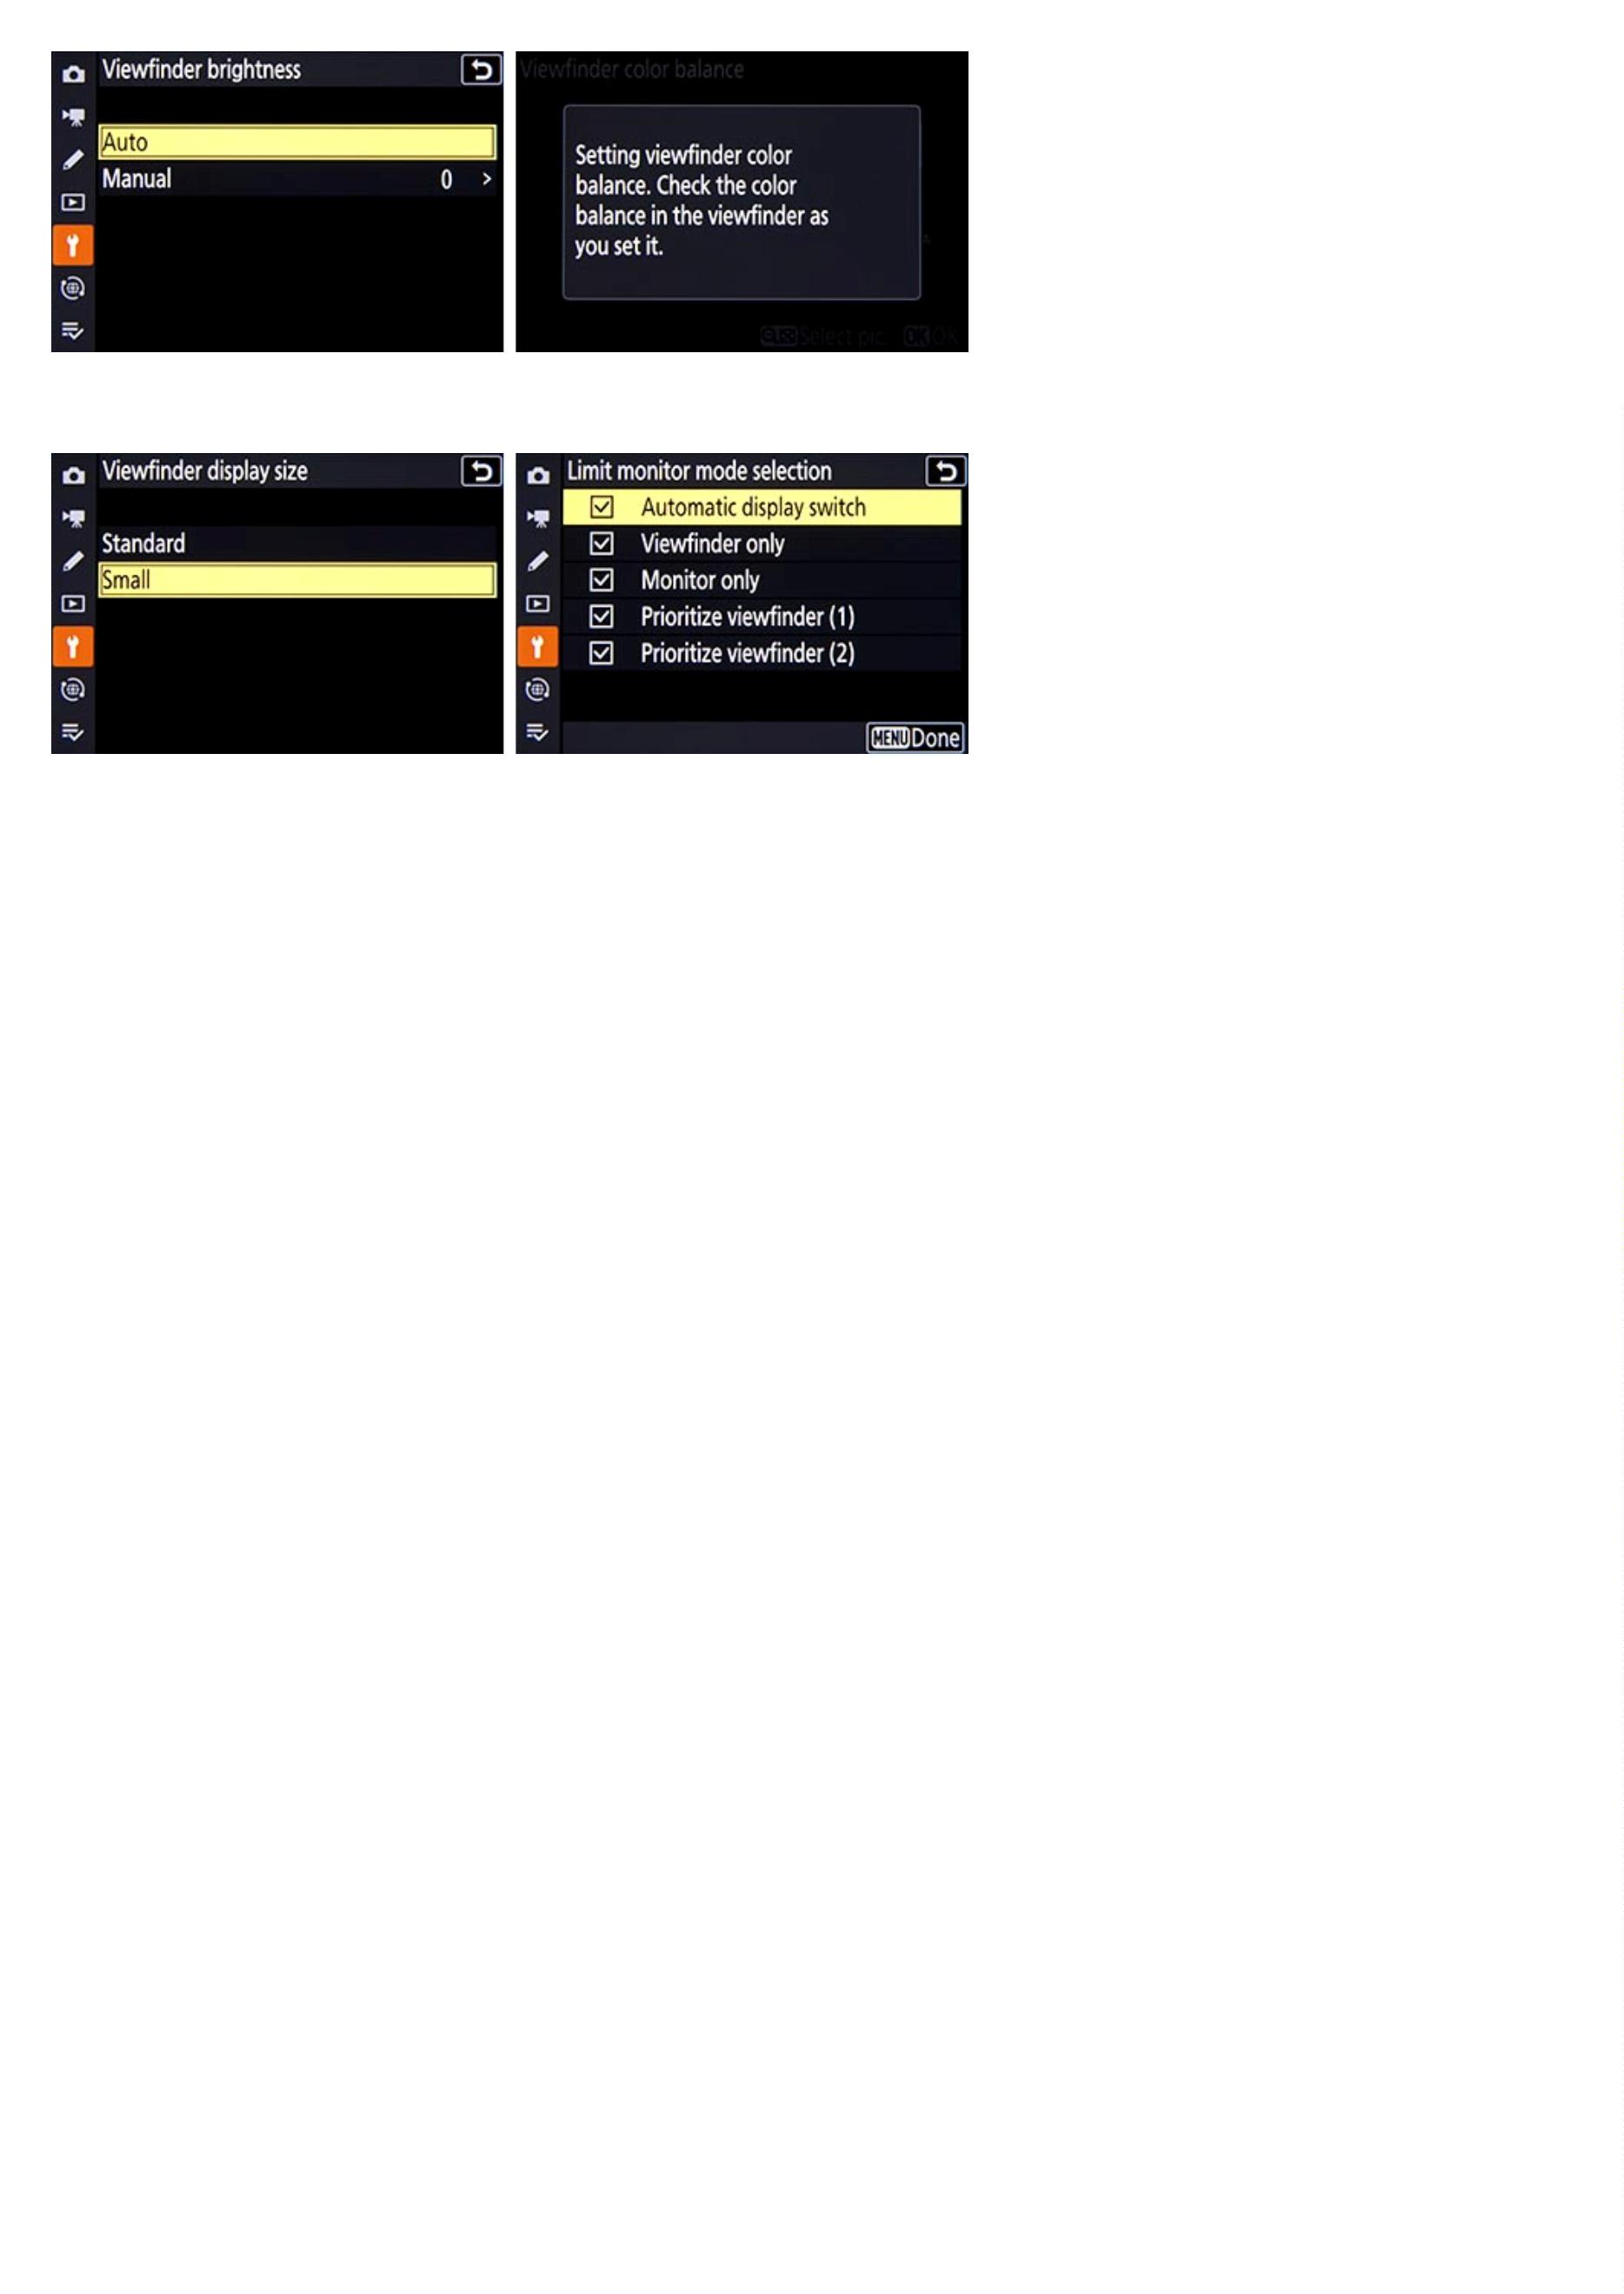 Viewfinder brightness
Auto
Manual 0 >
Viewfinder color balance
Setting viewfinder color
balance. Check the color
balance in the viewfinder as
you set it.
Select pic. OK OK
Viewfinder display size
Standard
Small
Limit monitor mode selection
Automatic display switch
Viewfinder only
Monitor only
Prioritize viewfinder (1)
Prioritize viewfinder (2)
MENU Done